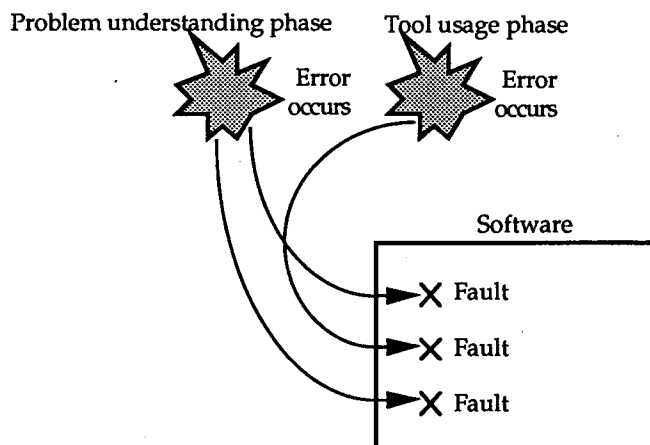 Problem understanding phase
Tool usage phase
Error
occurs
Error
occurs
Software
Fault
Fault
Fault